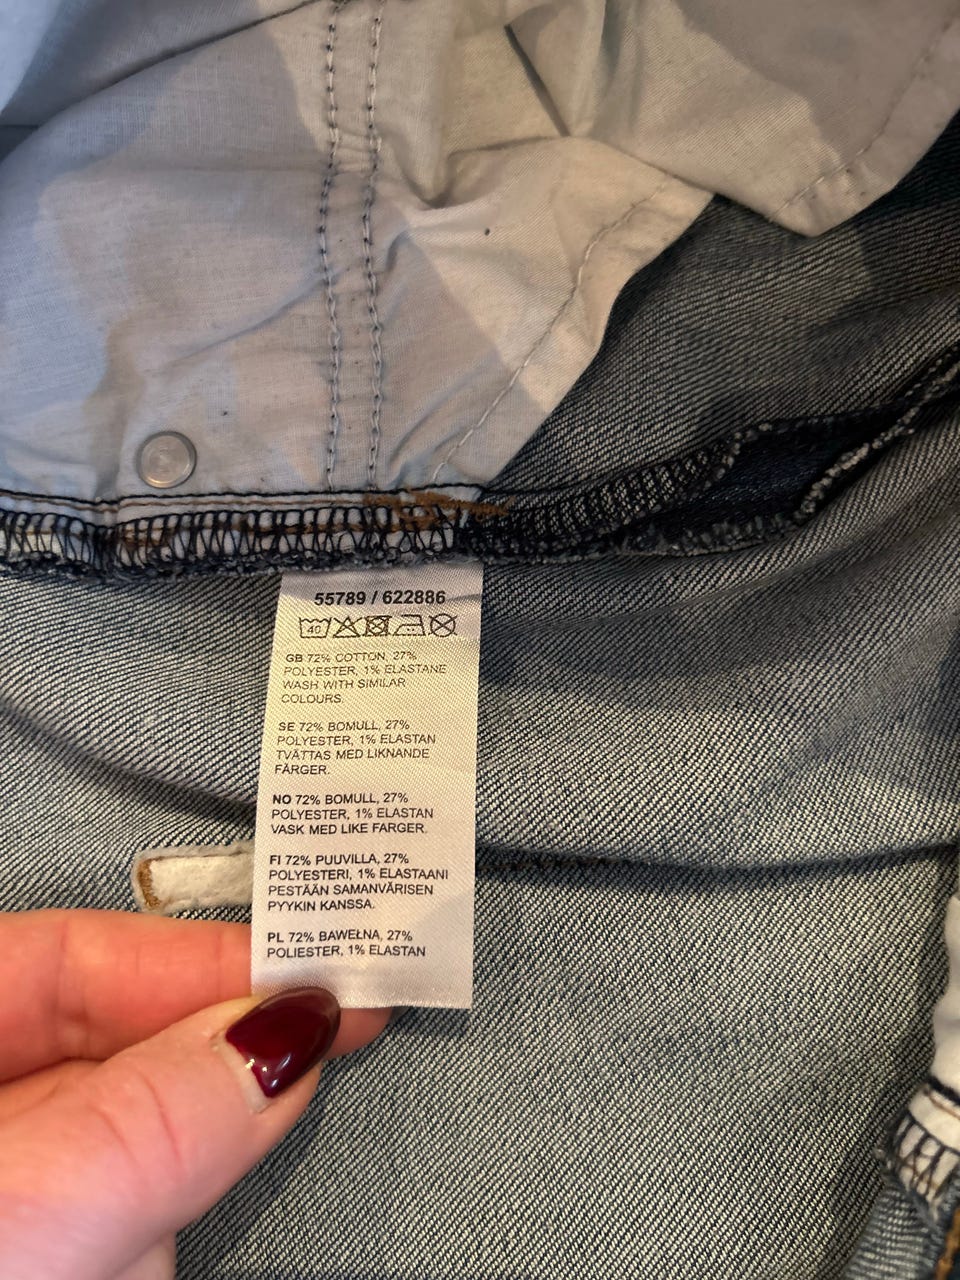 55789 / 622886
40
GB 72% COTTON, 27%
POLYESTER, 1% ELASTANE
WASH WITH SIMILAR
COLOURS.
SE 72% BOMULL, 27%
POLYESTER, 1% ELASTAN
TVÄTTAS MED LIKNANDE
FÄRGER.
NO 72% BOMULL, 27%
POLYESTER, 1% ELASTAN
VASK MED LIKE FARGER.
FI 72% PUUVILLA, 27%
POLYESTERI, 1% ELASTAANI
PESTÄÄN SAMANVÄRISEN
PYYKIN KANSSA.
PL 72% BAWEŁNA, 27%
POLIESTER, 1% ELASTAN